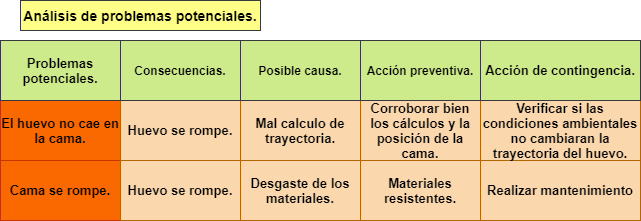 Análisis de problemas potenciales.
Problemas
potenciales.
Consecuencias.
Posible causa.
Acción preventiva.
Acción de contingencia.
El huevo no cae en
la cama.
Huevo se rompe.
Mal calculo de
trayectoria.
Corroborar bien
los cálculos y la
posición de la
cama.
Verificar si las
condiciones ambientales
no cambiaran la
trayectoria del huevo.
Cama se rompe.
Huevo se rompe.
Desgaste de los
materiales.
Materiales
resistentes.
Realizar mantenimiento